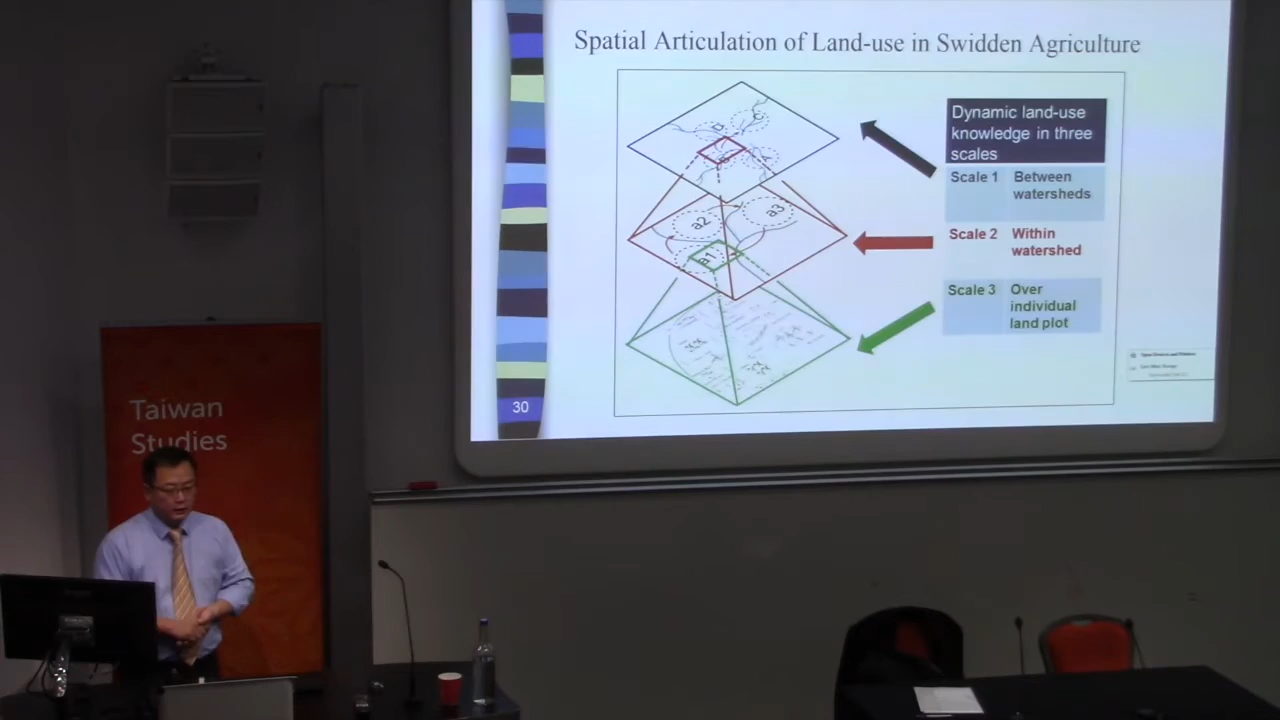 Spatial Articulation of Land-use in Swidden Agriculture
D
C
A
a2
a3
a1
Dynamic land-use
knowledge in three
scales
Scale 1
Between
watersheds
Scale 2
Within
watershed
Scale 3
Over
individual
land plot
30
Taiwan
Studies